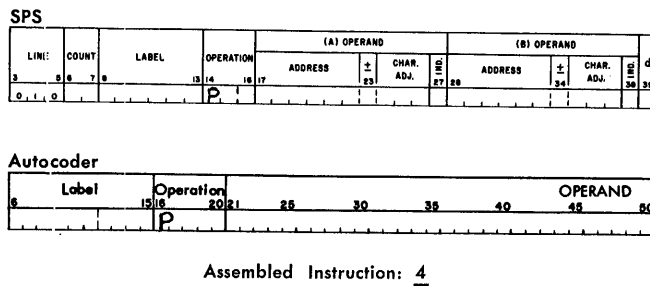 SPS
(A) OPERAND (B) OPERAND
LINE COUNT LABEL OPERATION ADDRESS ± CHAR. ADJ. IND. ADDRESS ± CHAR. ADJ. IND. d
3 5 6 7 8 13 14 16 17 23 27 28 34 38 39
0 1 0 P
Autocoder
Label Operation OPERAND
6 15 16 20 21 25 30 35 40 45 50
P
Assembled Instruction: 4